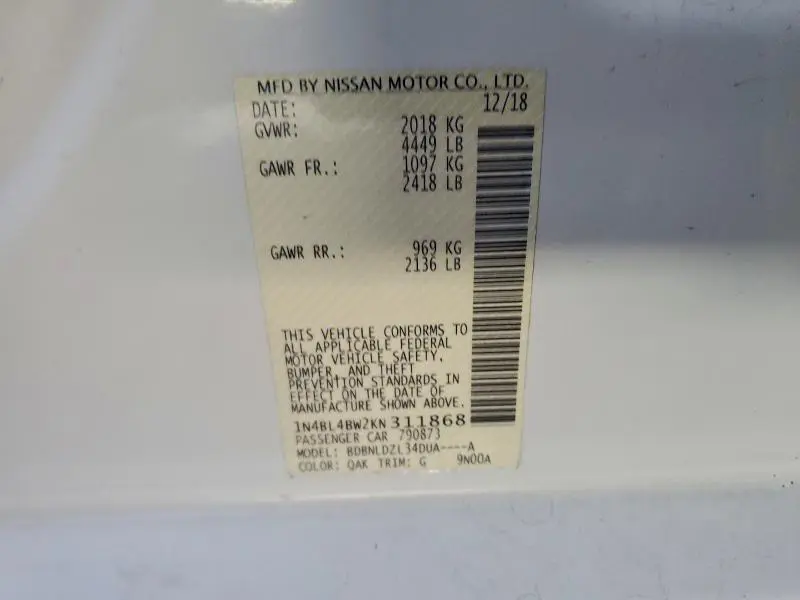 MFD BY NISSAN MOTOR CO., LTD.
DATE: 12/18
GVWR: 2018 KG
4449 LB
GAWR FR.: 1097 KG
2418 LB
GAWR RR.: 969 KG
2136 LB
THIS VEHICLE CONFORMS TO
ALL APPLICABLE FEDERAL
MOTOR VEHICLE SAFETY,
BUMPER, AND THEFT
PREVENTION STANDARDS IN
EFFECT ON THE DATE OF
MANUFACTURE SHOWN ABOVE.
1N4BL4BW2KN311868
PASSENGER CAR 790873
MODEL: BDBNLDZL34DUA----A
COLOR: QAK TRIM: G 9N00A